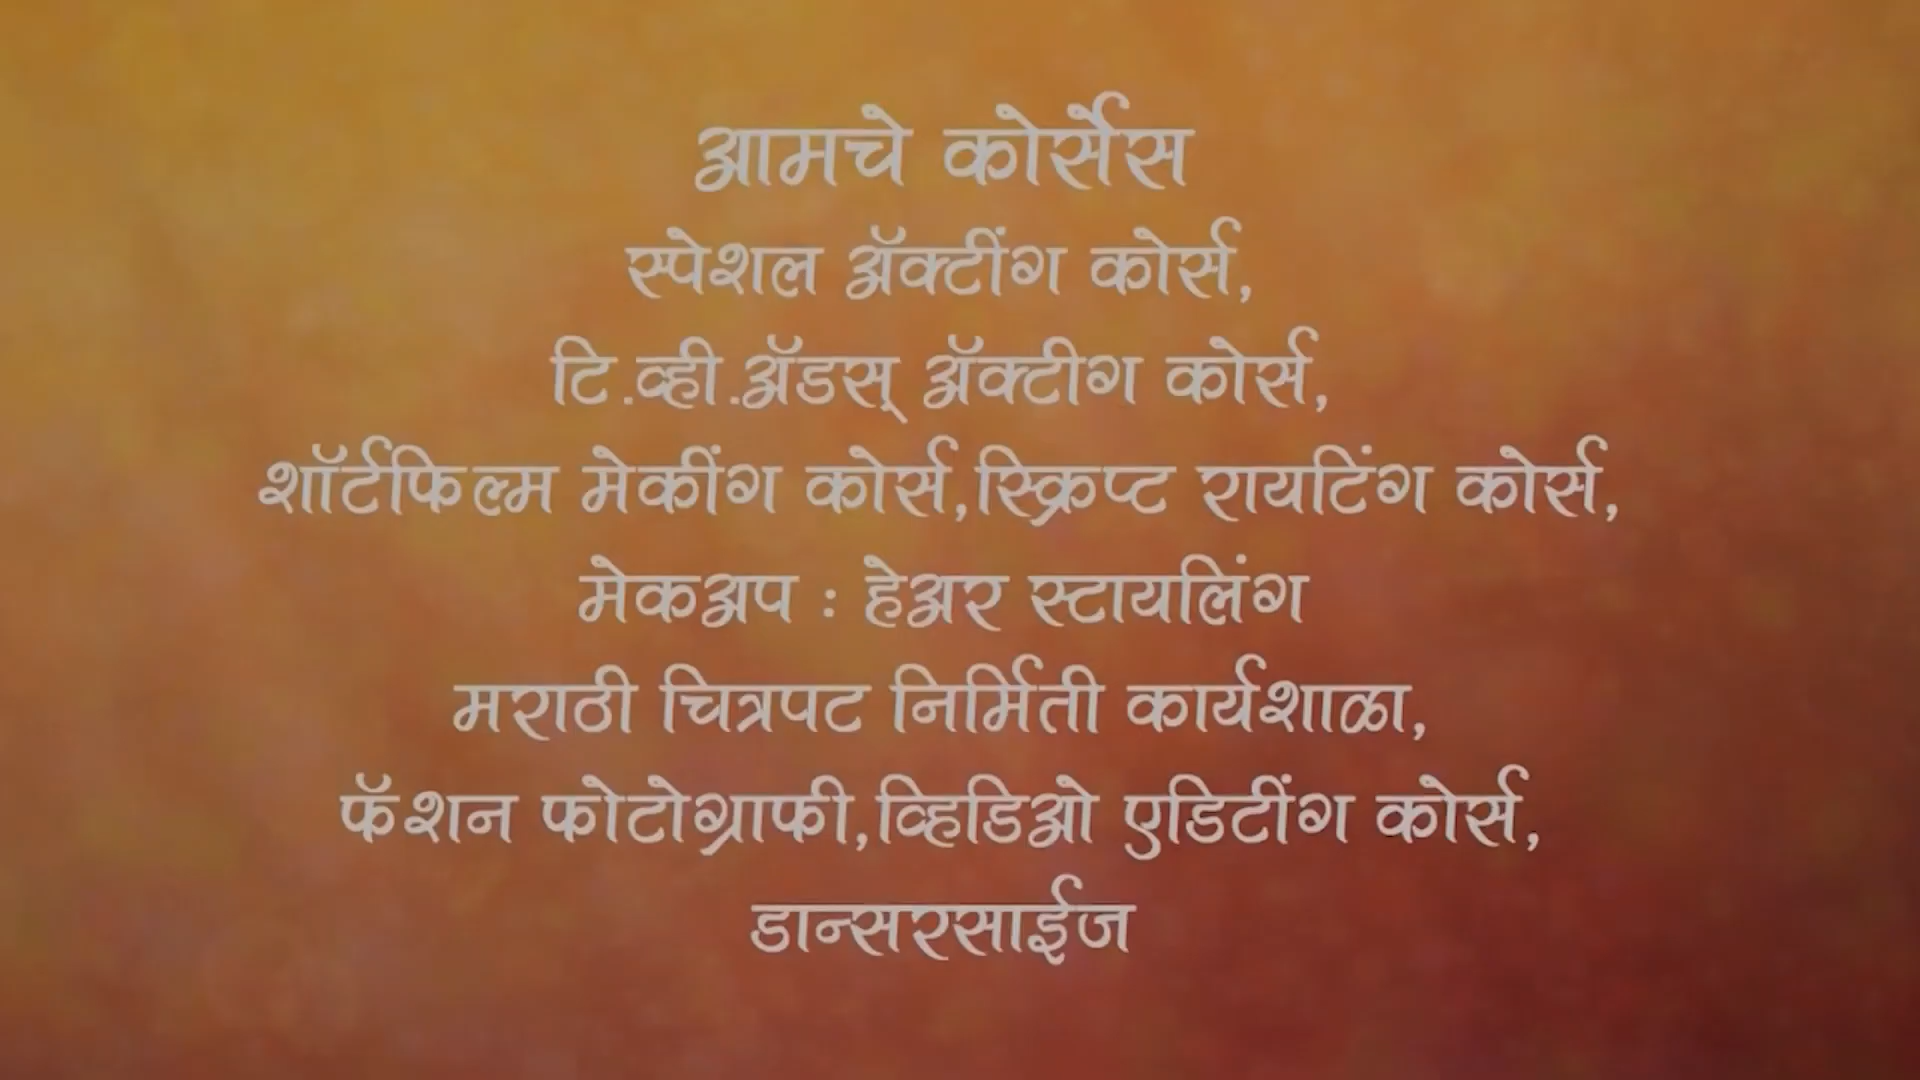 आमचे कोर्सेस
स्पेशल ॲक्टींग कोर्स,
टि.व्ही.ॲडस् ॲक्टीग कोर्स,
शॉर्टफिल्म मेकींग कोर्स,स्क्रिप्ट रायटिंग कोर्स,
मेकअप : हेअर स्टायलिंग
मराठी चित्रपट निर्मिती कार्यशाळा,
फॅशन फोटोग्राफी,व्हिडिओ एडिटींग कोर्स,
डान्सरसाईज